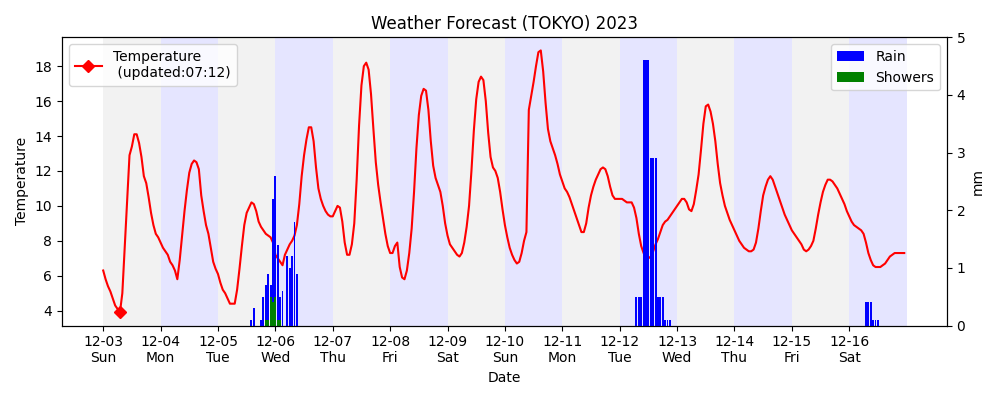 Weather Forecast (TOKYO) 2023
Temperature
(updated:07:12)
Rain
Showers
Temperature
18
16
14
12
10
8
6
4
5
4
3
2
1
0
mm
12-03 12-04 12-05 12-06 12-07 12-08 12-09 12-10 12-11 12-12 12-13 12-14 12-15 12-16
Sun Mon Tue Wed Thu Fri Sat Sun Mon Tue Wed Thu Fri Sat
Date